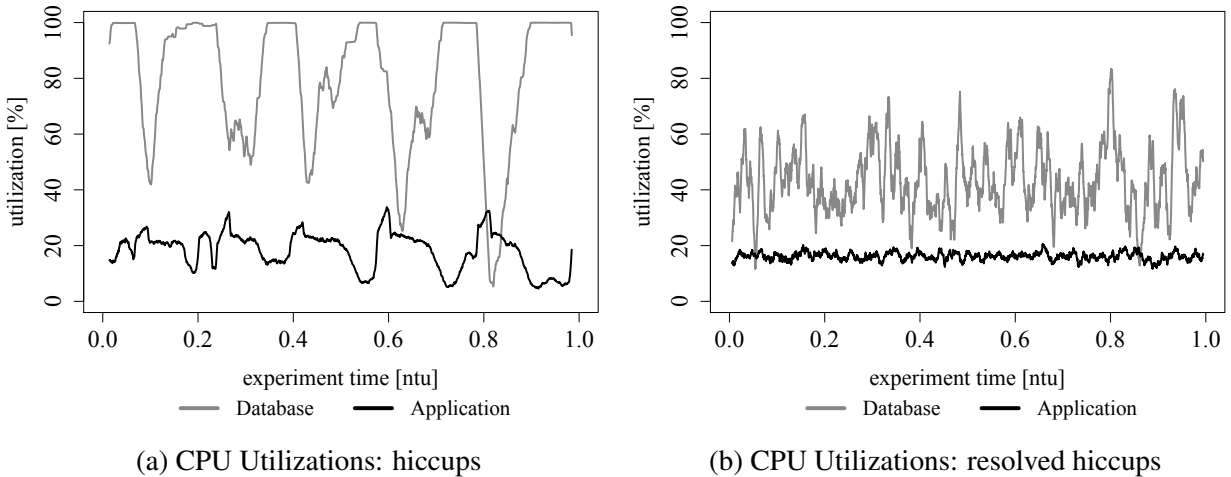 utilization [%]
100
80
60
40
20
0
0.0 0.2 0.4 0.6 0.8 1.0
experiment time [ntu]
Database Application
(a) CPU Utilizations: hiccups
utilization [%]
100
80
60
40
20
0
0.0 0.2 0.4 0.6 0.8 1.0
experiment time [ntu]
Database Application
(b) CPU Utilizations: resolved hiccups